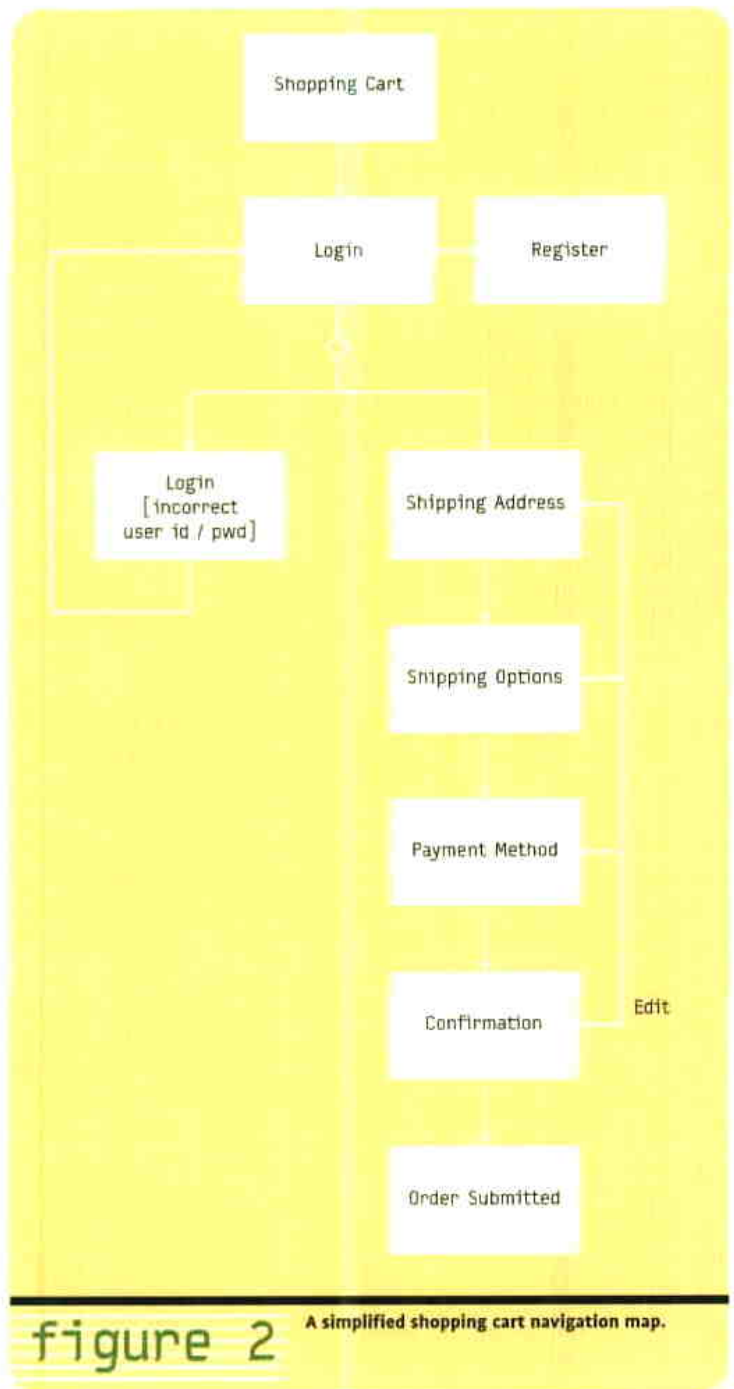 Shopping Cart
Login
Register
Login
[incorrect
user id / pwd]
Shipping Address
Shipping Options
Payment Method
Confirmation
Edit
Order Submitted
figure 2
A simplified shopping cart navigation map.